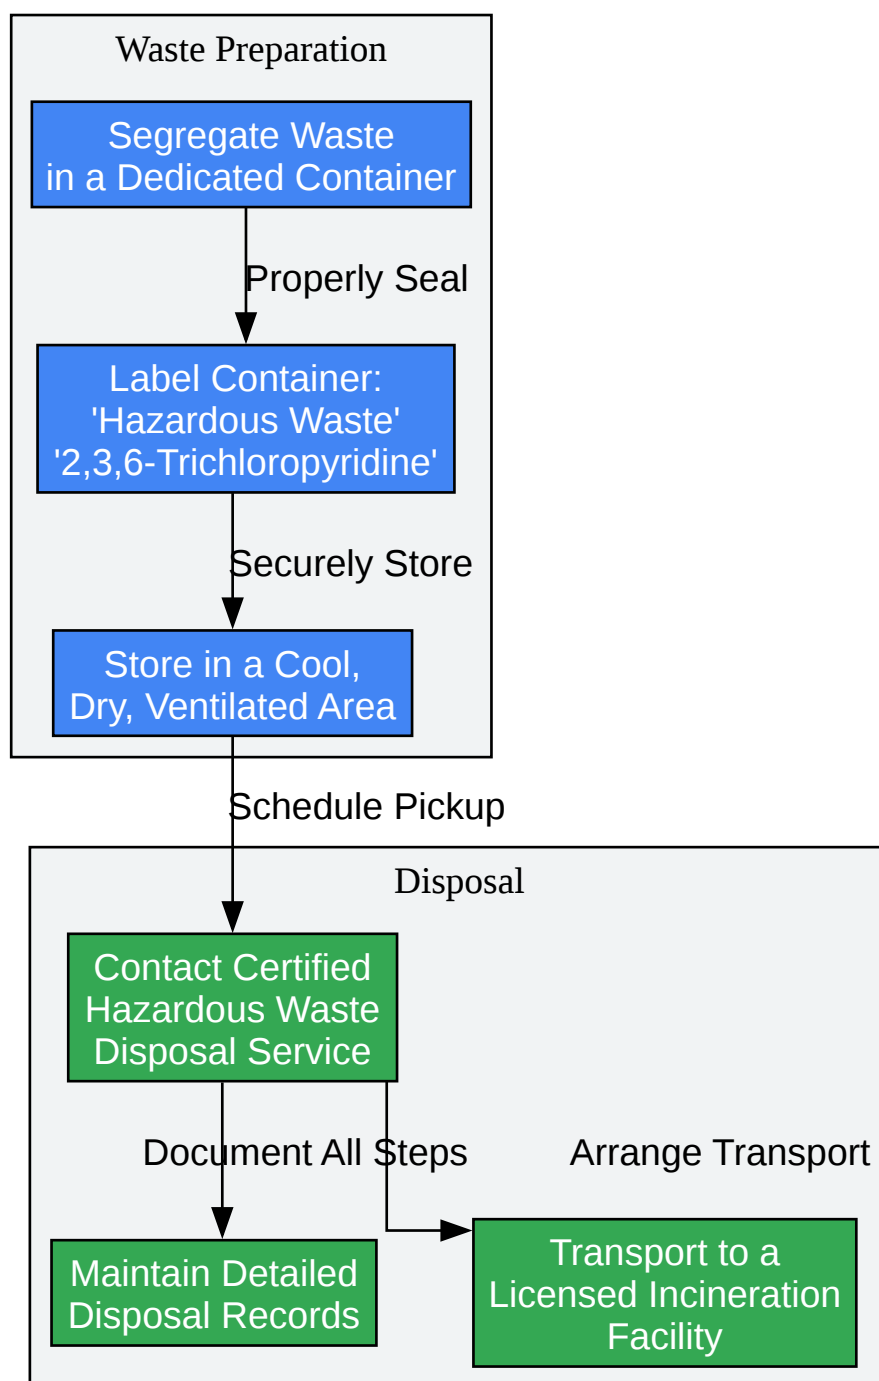 Waste Preparation
Segregate Waste
in a Dedicated Container
Properly Seal
Label Container:
'Hazardous Waste'
'2,3,6-Trichloropyridine'
Securely Store
Store in a Cool,
Dry, Ventilated Area
Schedule Pickup
Disposal
Contact Certified
Hazardous Waste
Disposal Service
Document All Steps
Arrange Transport
Maintain Detailed
Disposal Records
Transport to a
Licensed Incineration
Facility